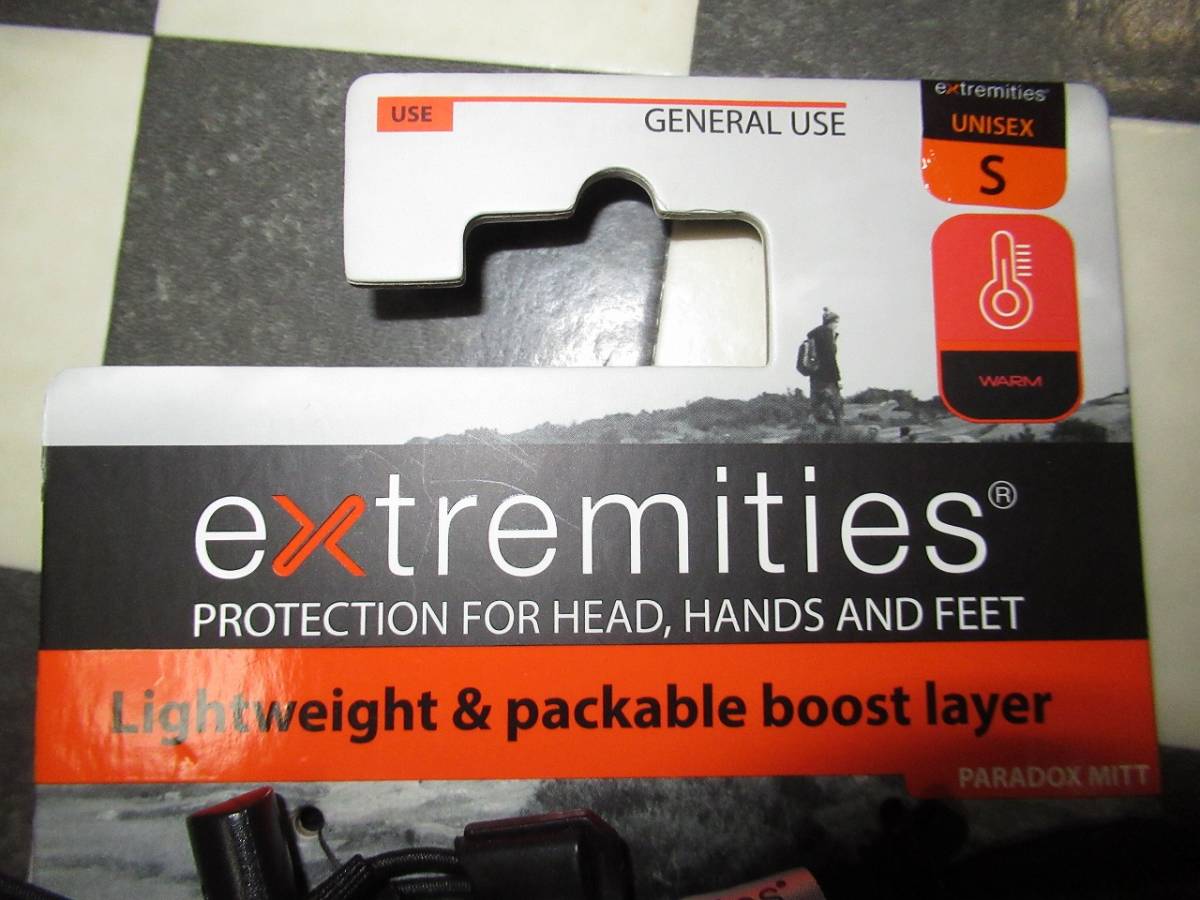 USE
GENERAL USE
extremities®
UNISEX
S
WARM
extremities®
PROTECTION FOR HEAD, HANDS AND FEET
Lightweight & packable boost layer
PARADOX MITT